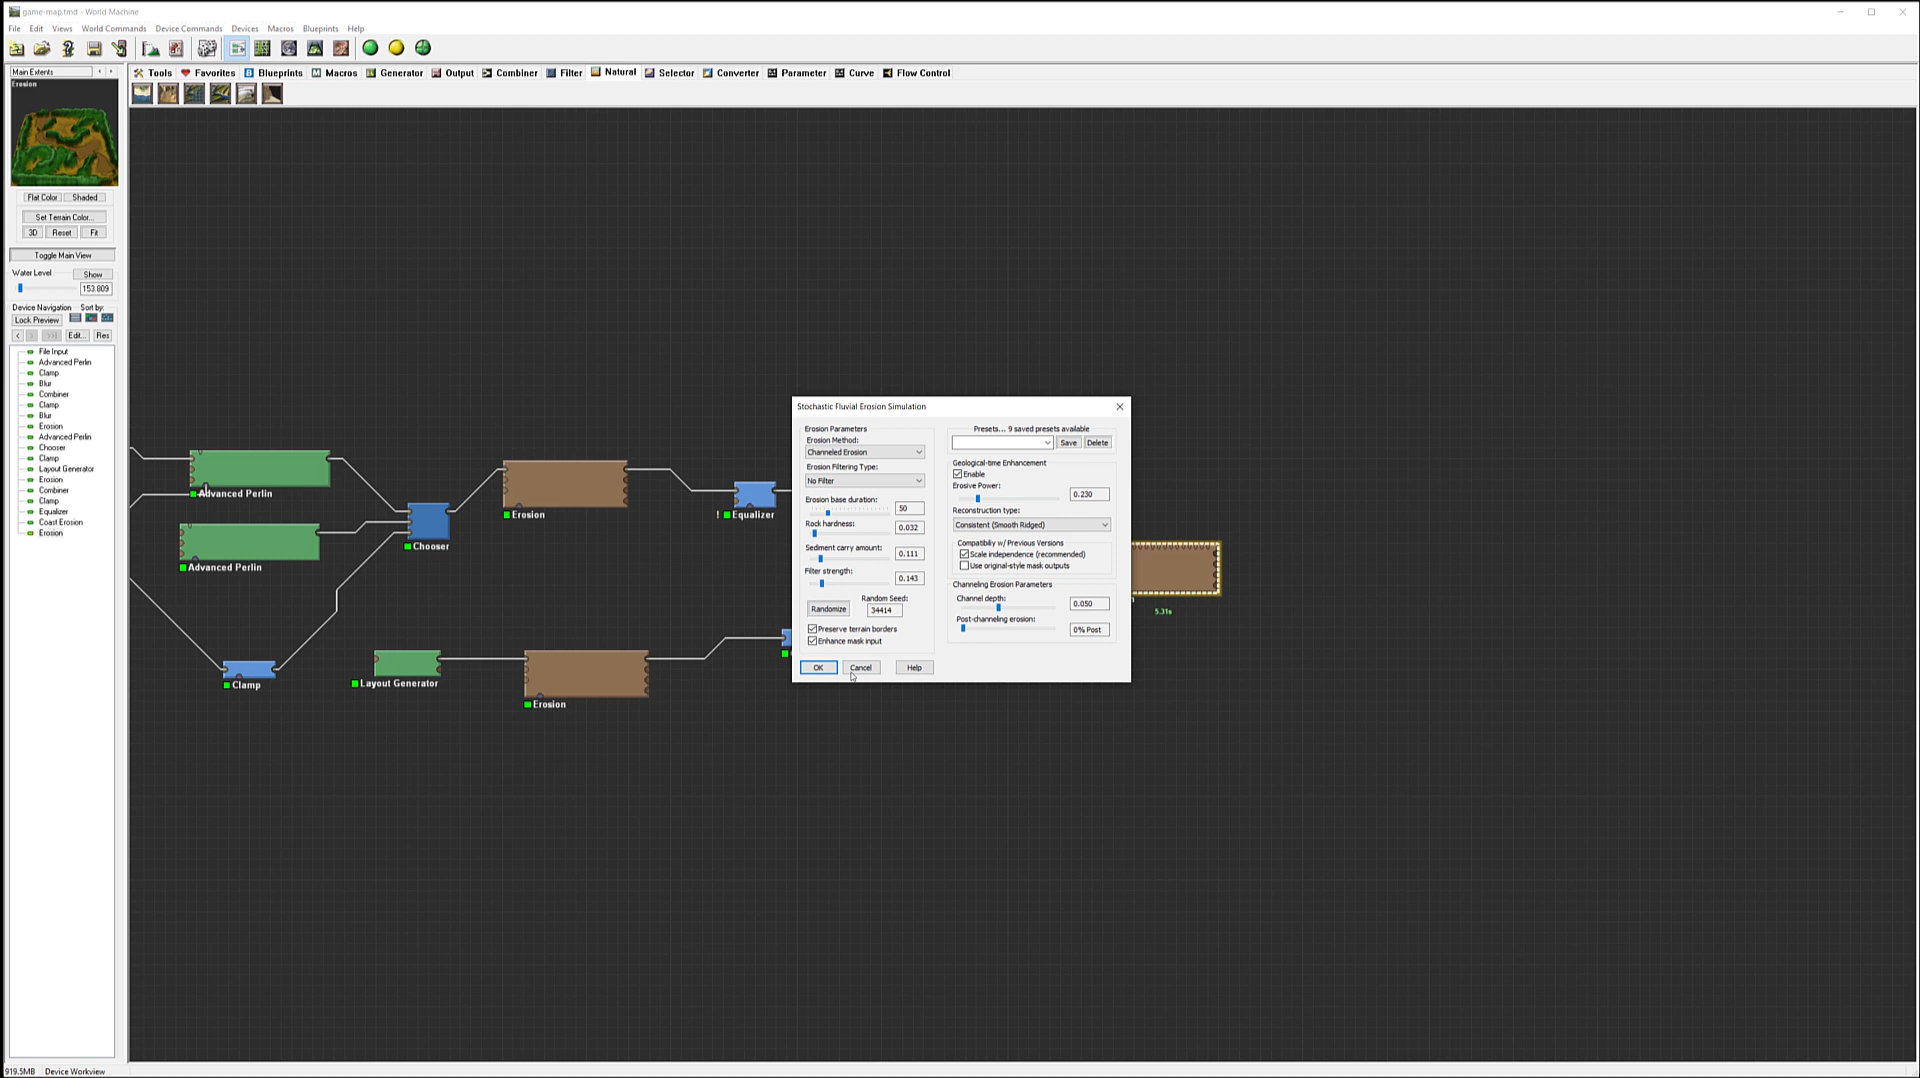 game-map.tmd - World Machine
File Edit Views World Commands Device Commands Devices Macros Blueprints Help
Main Extents
Tools Favorites Blueprints Macros Generator Output Combiner Filter Natural Selector Converter Parameter Curve Flow Control
Erosion
Flat Color Shaded
Set Terrain Color...
3D Reset Fit
Toggle Main View
Water Level Show
153.809
Device Navigation Sort by:
Lock Preview
< > >>| Edit... Res
File Input
Advanced Perlin
Clamp
Blur
Combiner
Clamp
Blur
Erosion
Advanced Perlin
Chooser
Clamp
Layout Generator
Erosion
Combiner
Clamp
Equalizer
Coast Erosion
Erosion
Advanced Perlin
Advanced Perlin
Chooser
Erosion
! Equalizer
Clamp
Layout Generator
Erosion
5.31s
Stochastic Fluvial Erosion Simulation
Erosion Parameters
Erosion Method:
Channeled Erosion
Erosion Filtering Type:
No Filter
Erosion base duration:
50
Rock hardness:
0.032
Sediment carry amount:
0.111
Filter strength:
0.143
Randomize
Random Seed:
34414
Preserve terrain borders
Enhance mask input
OK Cancel Help
Presets... 9 saved presets available
Save Delete
Geological-time Enhancement
Enable
Erosive Power:
0.230
Reconstruction type:
Consistent (Smooth Ridged)
Compatibiliy w/ Previous Versions
Scale independence (recommended)
Use original-style mask outputs
Channeling Erosion Parameters
Channel depth:
0.050
Post-channeling erosion:
0% Post
919.5MB Device Workview